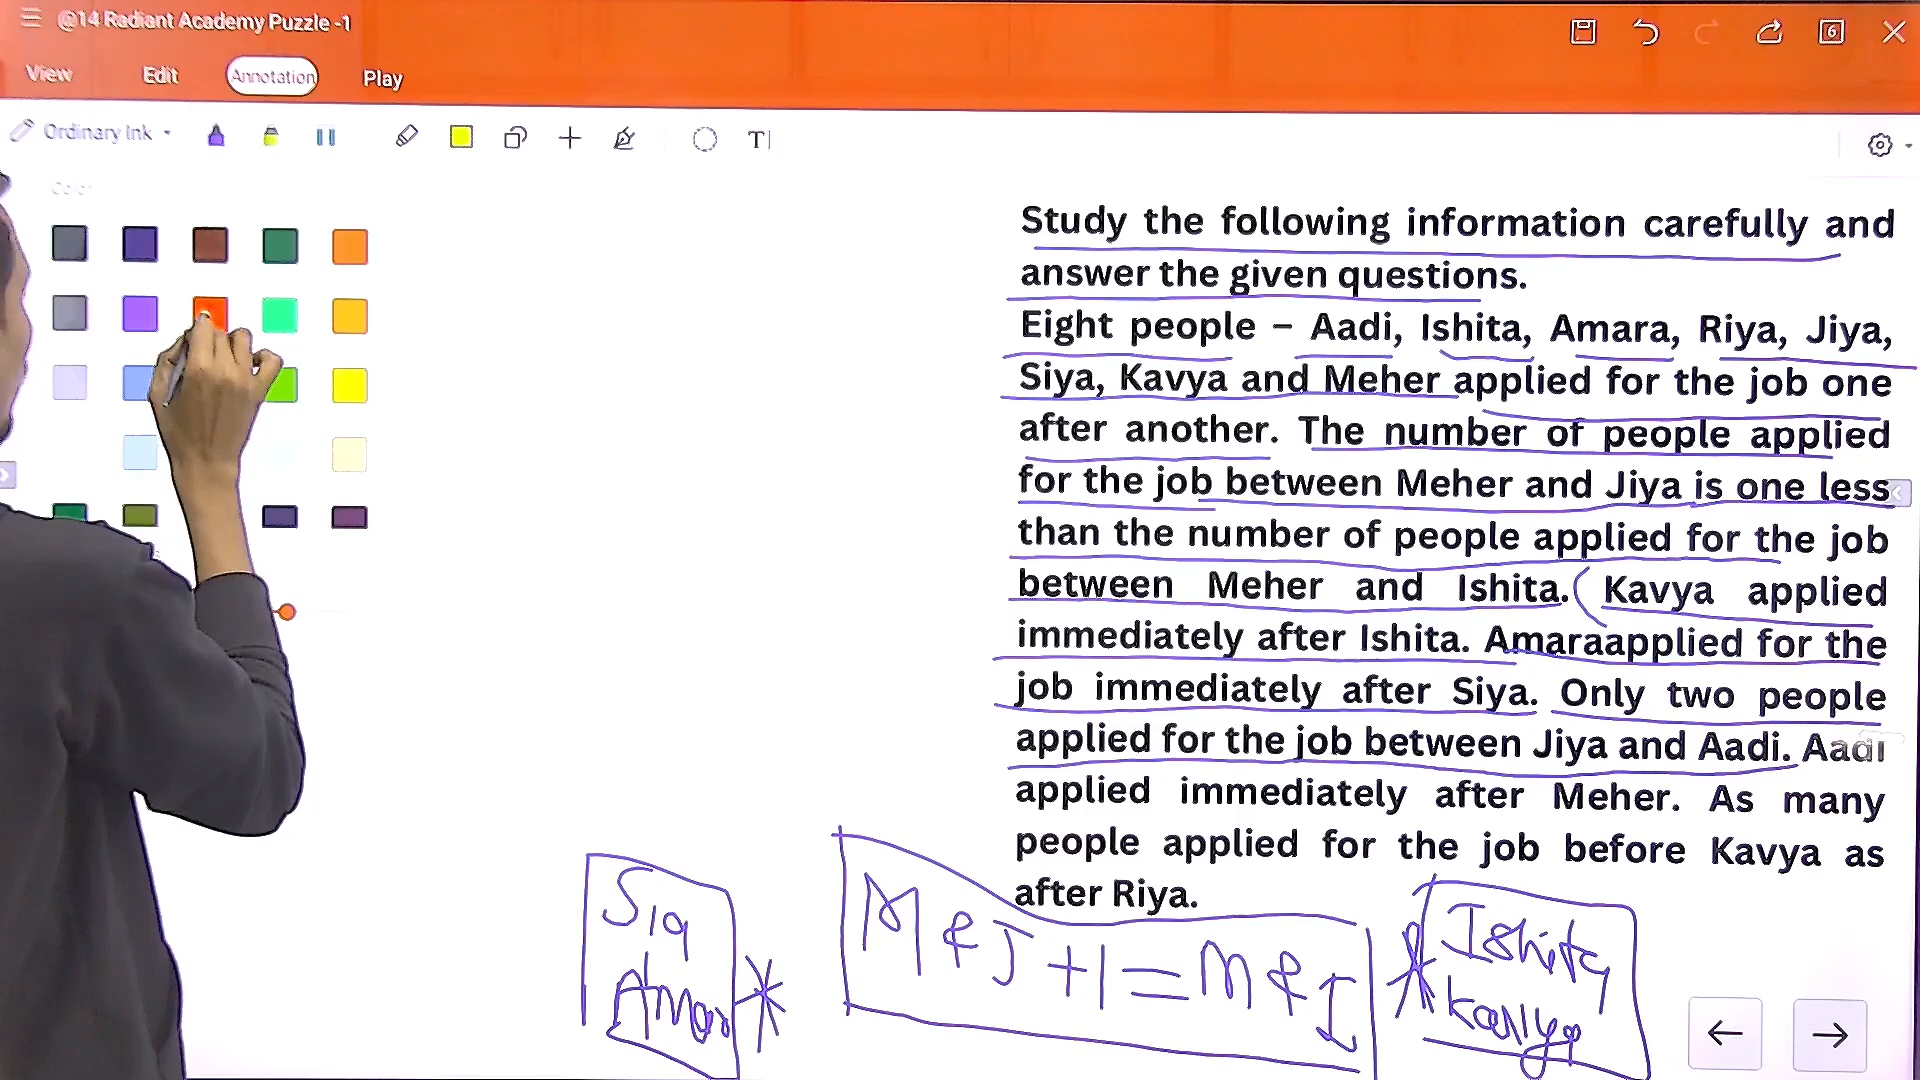 @14 Radiant Academy Puzzle -1
6
View Edit Annotation Play
Ordinary Ink
T|
Color
Study the following information carefully and
answer the given questions.
Eight people – Aadi, Ishita, Amara, Riya, Jiya,
Siya, Kavya and Meher applied for the job one
after another. The number of people applied
for the job between Meher and Jiya is one less
than the number of people applied for the job
between Meher and Ishita. Kavya applied
immediately after Ishita. Amaraapplied for the
job immediately after Siya. Only two people
applied for the job between Jiya and Aadi. Aadi
applied immediately after Meher. As many
people applied for the job before Kavya as
after Riya.
Siya
Amar
M & J +1 = M & I
Ishita
Kavya